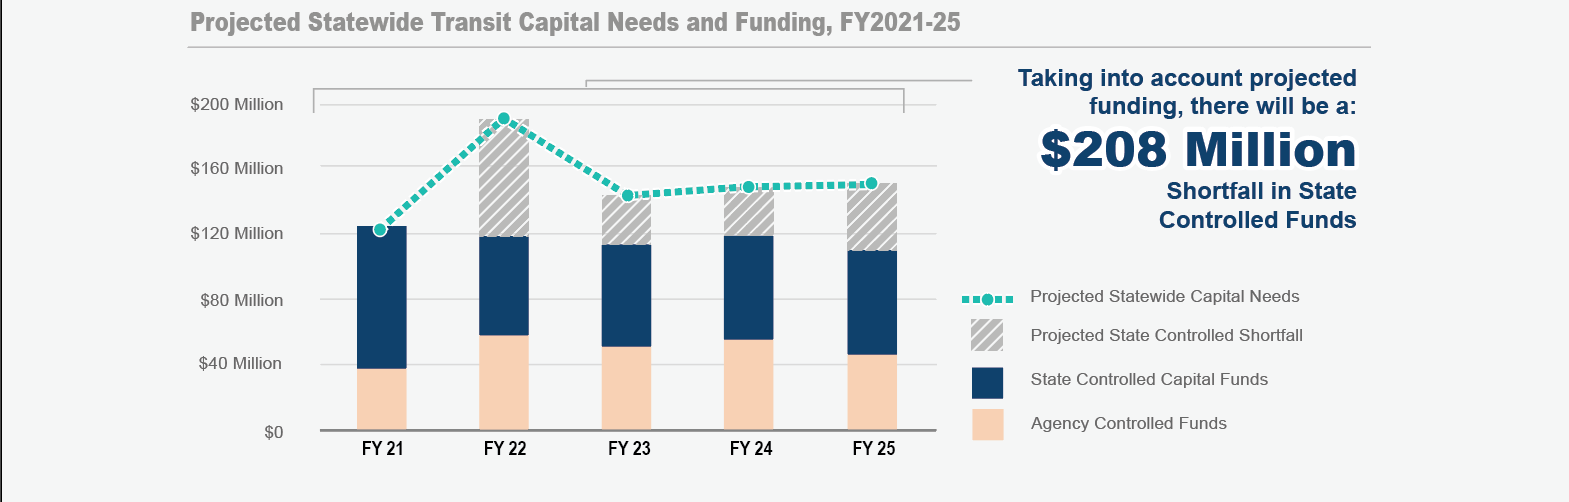 Projected Statewide Transit Capital Needs and Funding, FY2021-25
Taking into account projected
funding, there will be a:
$208 Million
Shortfall in State
Controlled Funds
$200 Million
$160 Million
$120 Million
$80 Million
$40 Million
$0
FY 21
FY 22
FY 23
FY 24
FY 25
Projected Statewide Capital Needs
Projected State Controlled Shortfall
State Controlled Capital Funds
Agency Controlled Funds